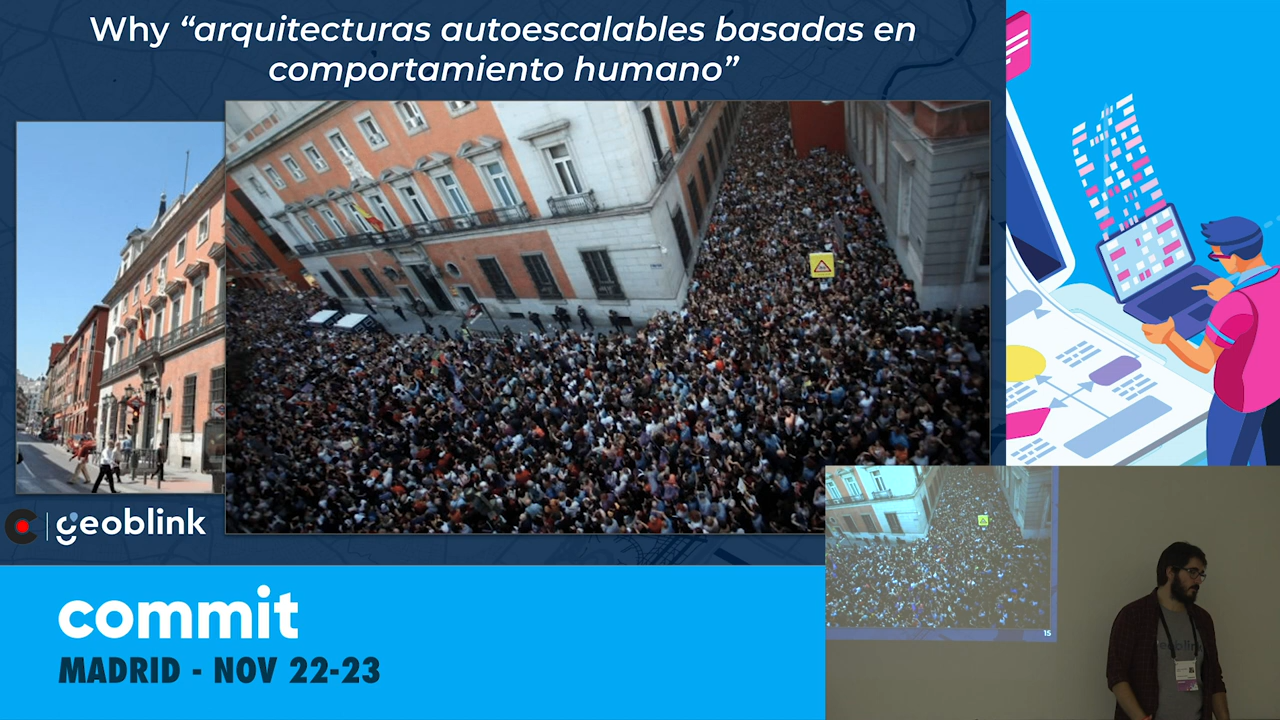 Why “arquitecturas autoescalables basadas en
comportamiento humano”
geoblink
commit
MADRID - NOV 22-23
15